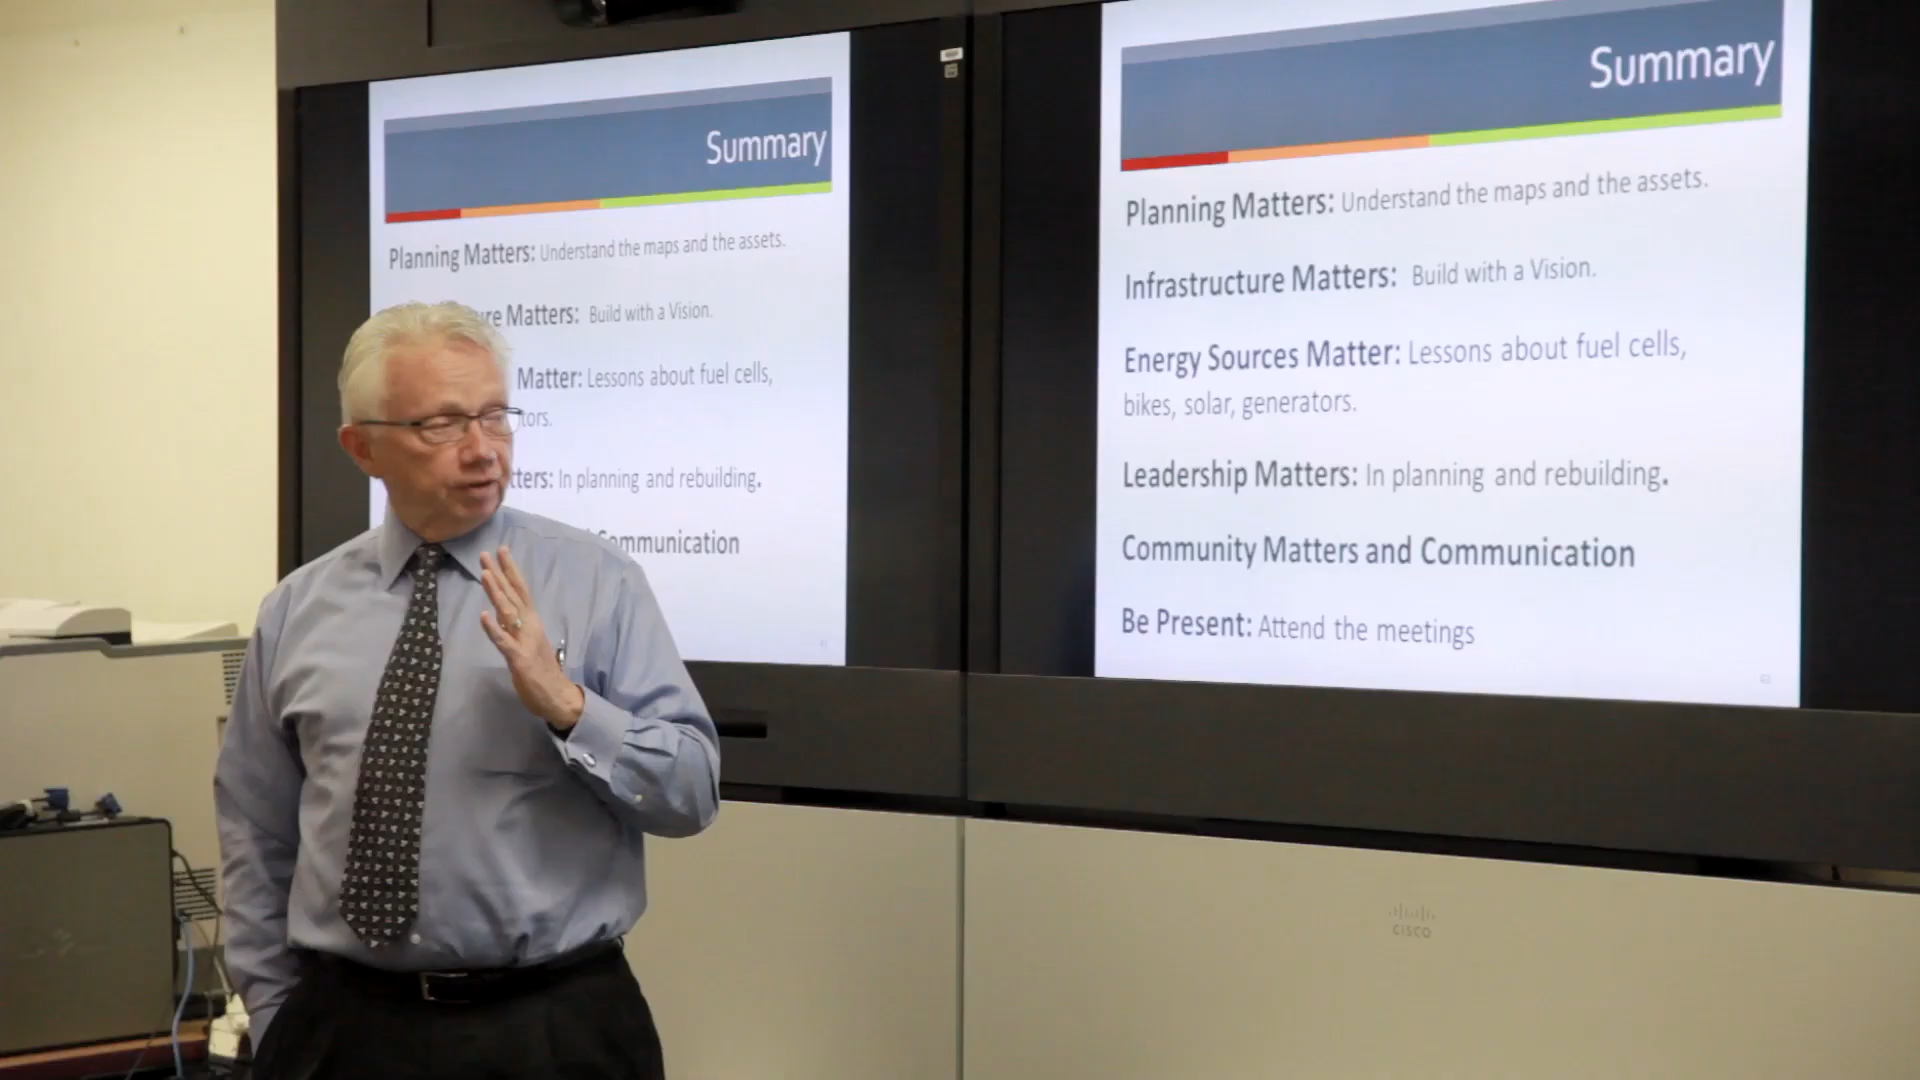 Summary
Planning Matters: Understand the maps and the assets.
ure Matters: Build with a Vision.
Matter: Lessons about fuel cells,
tors.
tters: In planning and rebuilding.
Communication
Summary
Planning Matters: Understand the maps and the assets.
Infrastructure Matters: Build with a Vision.
Energy Sources Matter: Lessons about fuel cells,
bikes, solar, generators.
Leadership Matters: In planning and rebuilding.
Community Matters and Communication
Be Present: Attend the meetings
CISCO